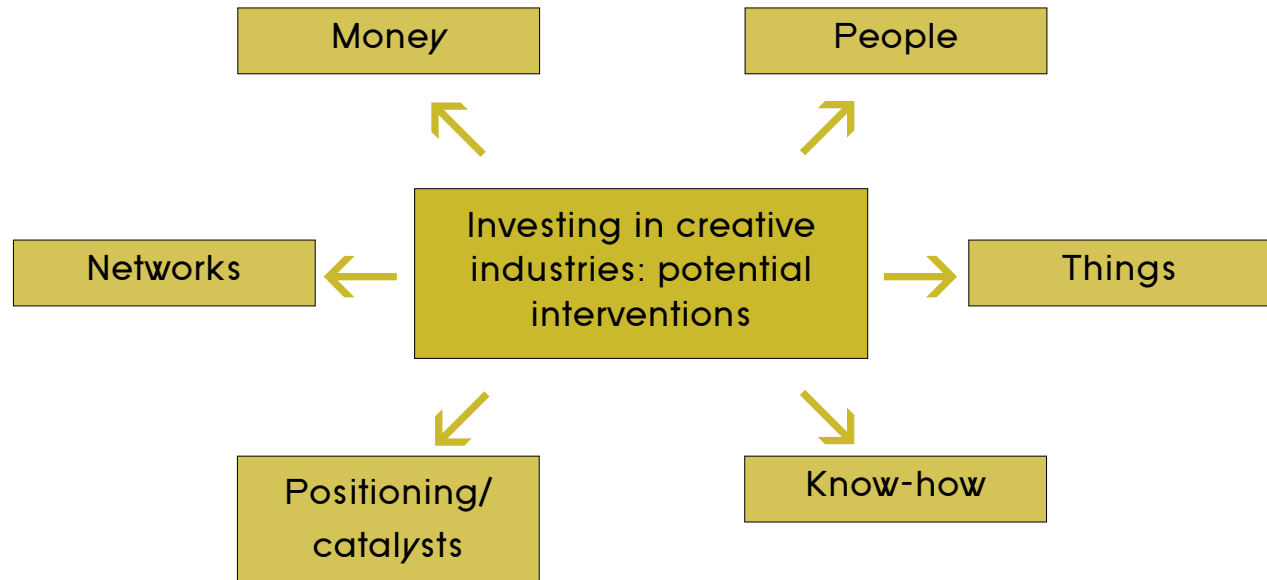 Money
People
Investing in creative
industries: potential
interventions
Networks
Things
Positioning/
catalysts
Know-how